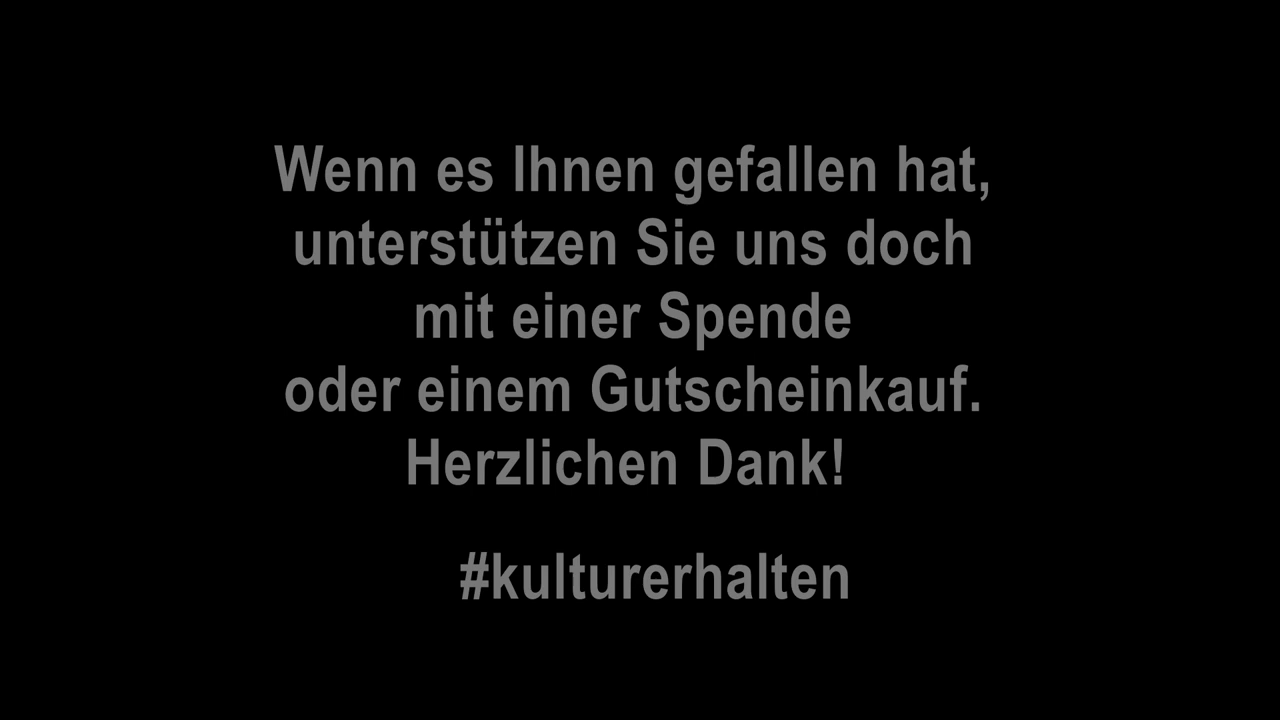 Wenn es Ihnen gefallen hat,
unterstützen Sie uns doch
mit einer Spende
oder einem Gutscheinkauf.
Herzlichen Dank!
#kulturerhalten